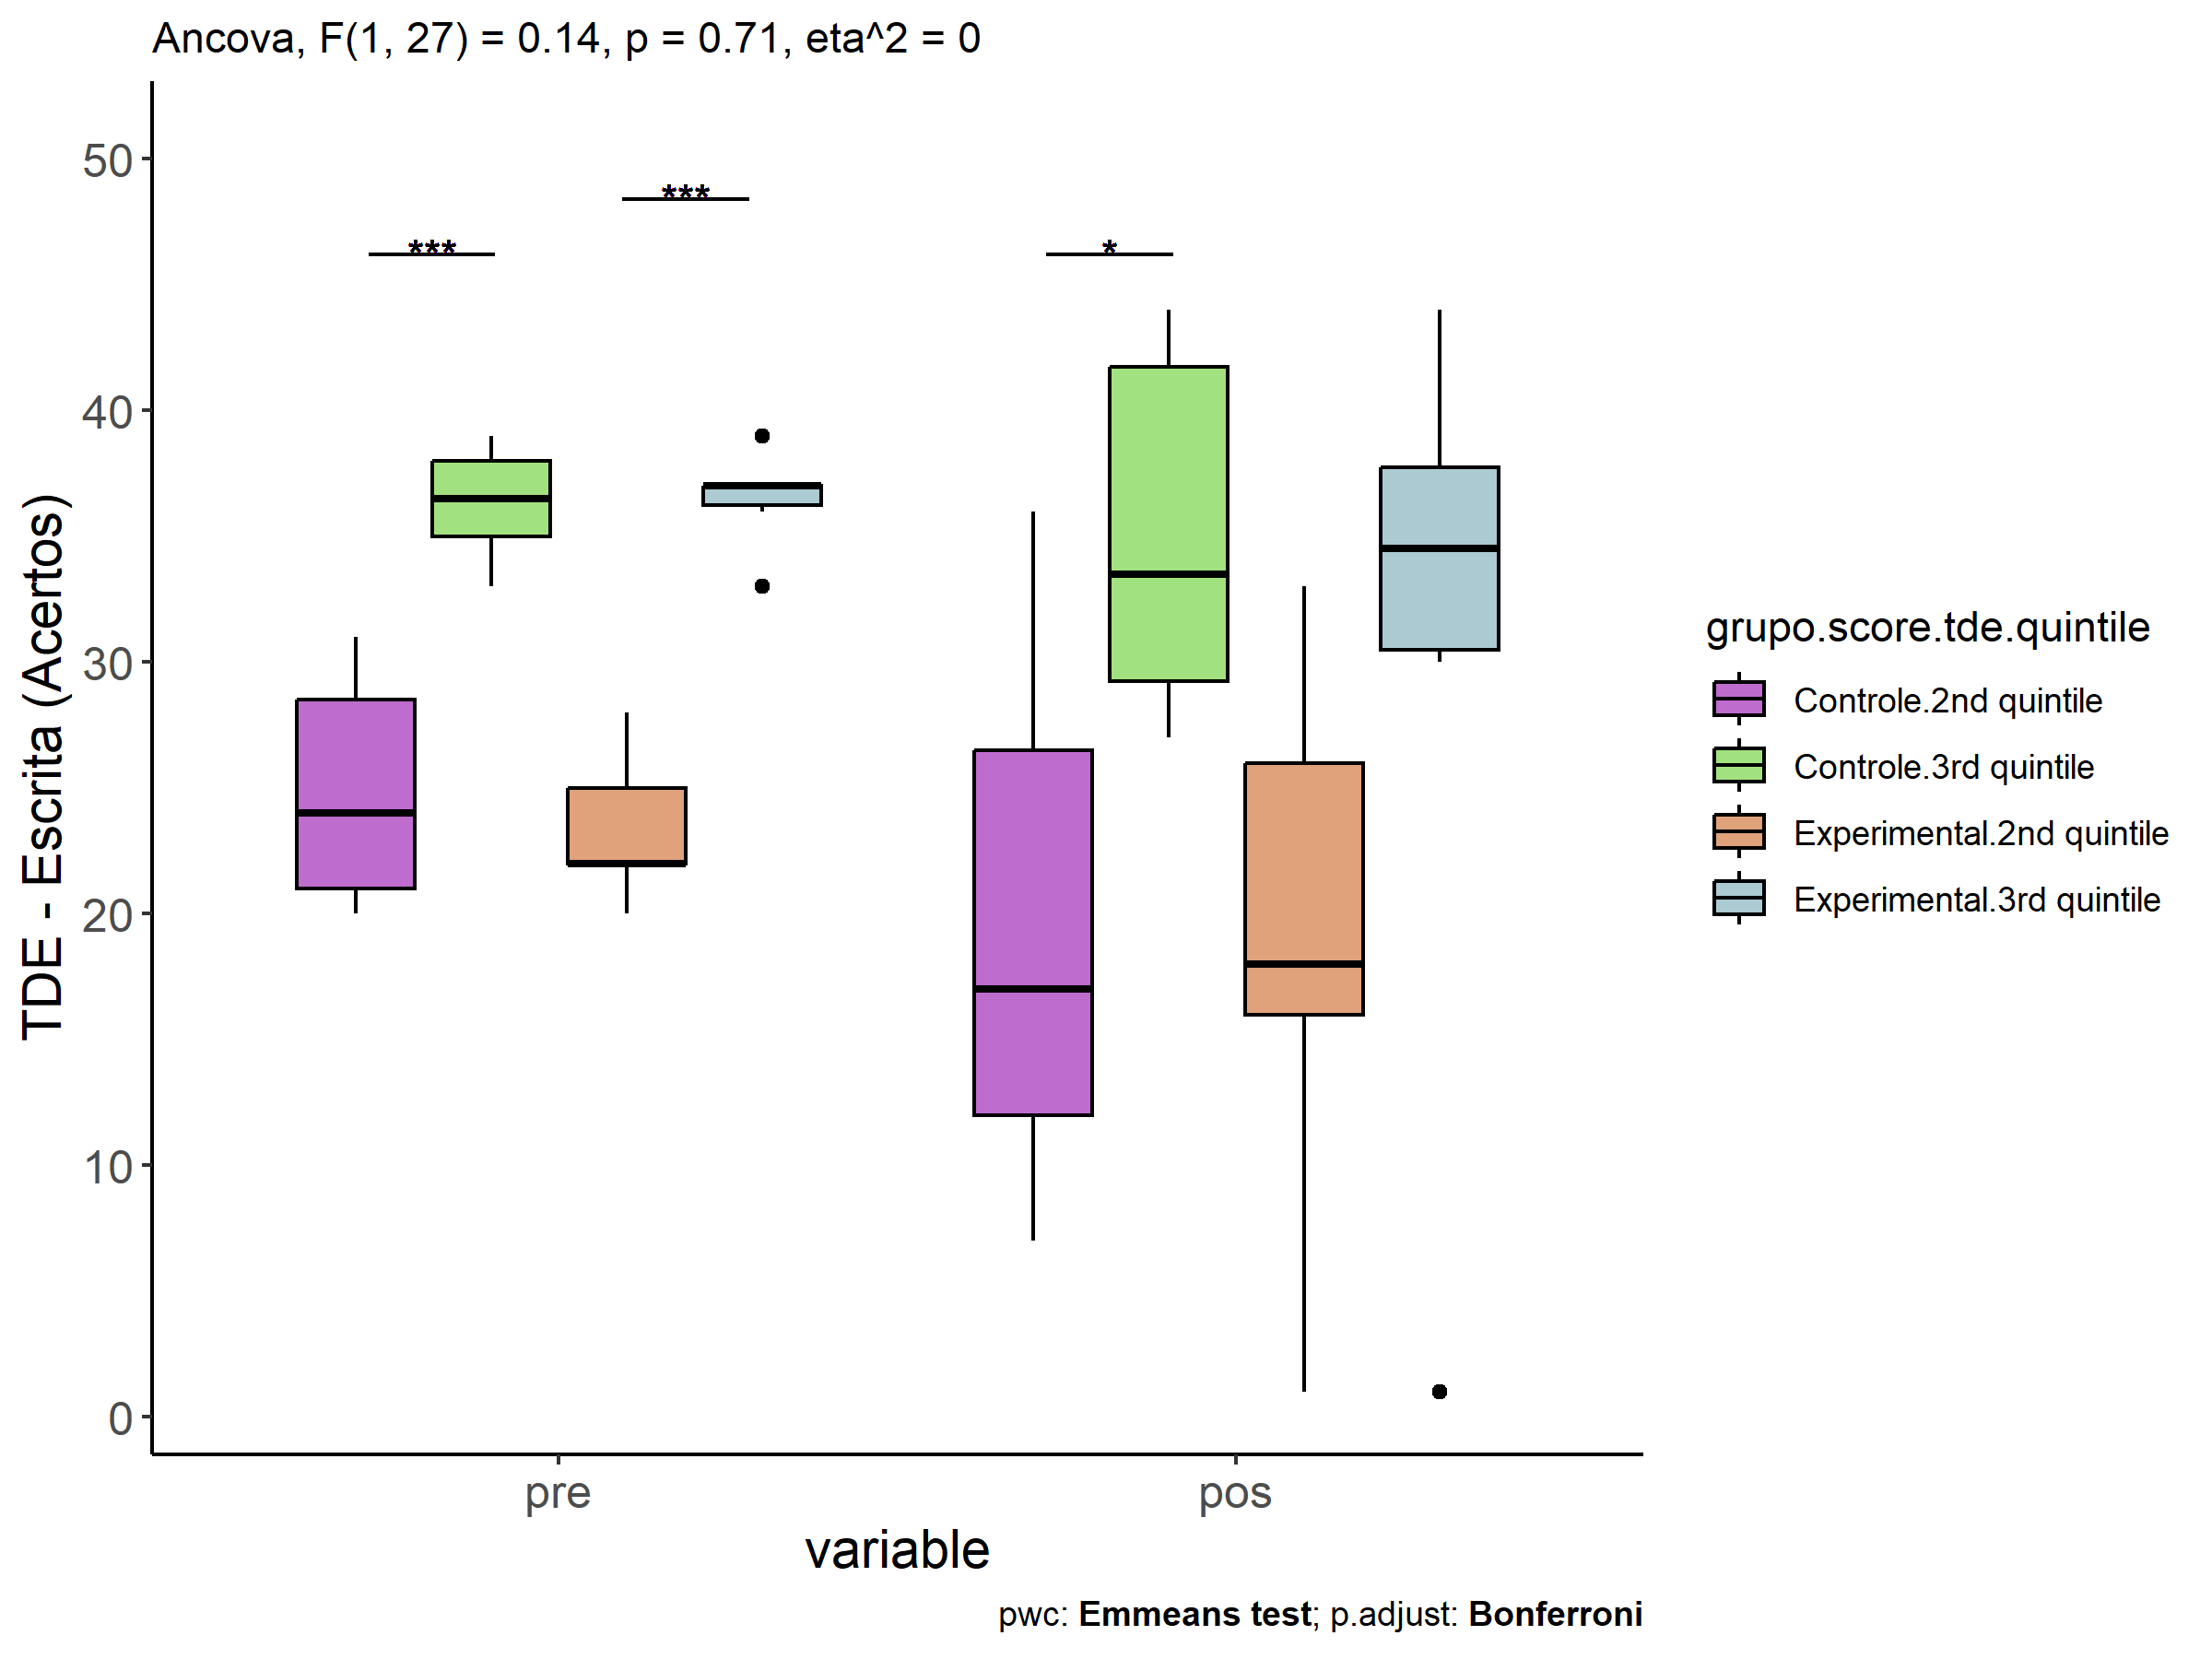 Ancova, F(1, 27) = 0.14, p = 0.71, eta^2 = 0
TDE - Escrita (Acertos)
50
40
30
20
10
0
***
***
*
pre
pos
variable
grupo.score.tde.quintile
Controle.2nd quintile
Controle.3rd quintile
Experimental.2nd quintile
Experimental.3rd quintile
pwc: Emmeans test; p.adjust: Bonferroni